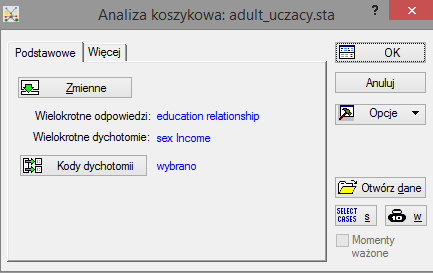 Analiza koszykowa: adult_uczacy.sta
?
Podstawowe
Więcej
OK
Zmienne
Anuluj
Wielokrotne odpowiedzi: education relationship
Opcje
Wielokrotne dychotomie: sex Income
Kody dychotomii
wybrano
Otwórz dane
SELECT CASES
S
w
Momenty
ważone